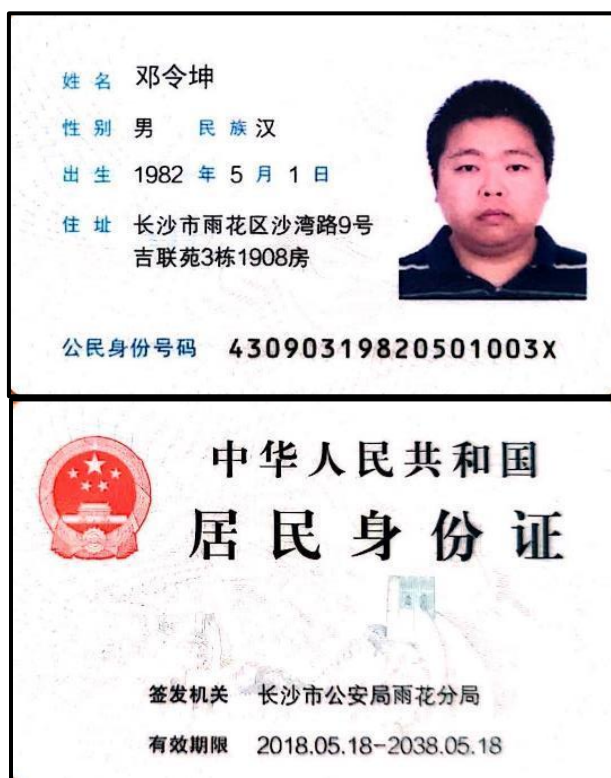 姓名 邓令坤
性别 男 民族 汉
出生 1982 年 5 月 1 日
住址 长沙市雨花区沙湾路9号
吉联苑3栋1908房
公民身份号码 43090319820501003X
中华人民共和国
居民身份证
签发机关 长沙市公安局雨花分局
有效期限 2018.05.18-2038.05.18